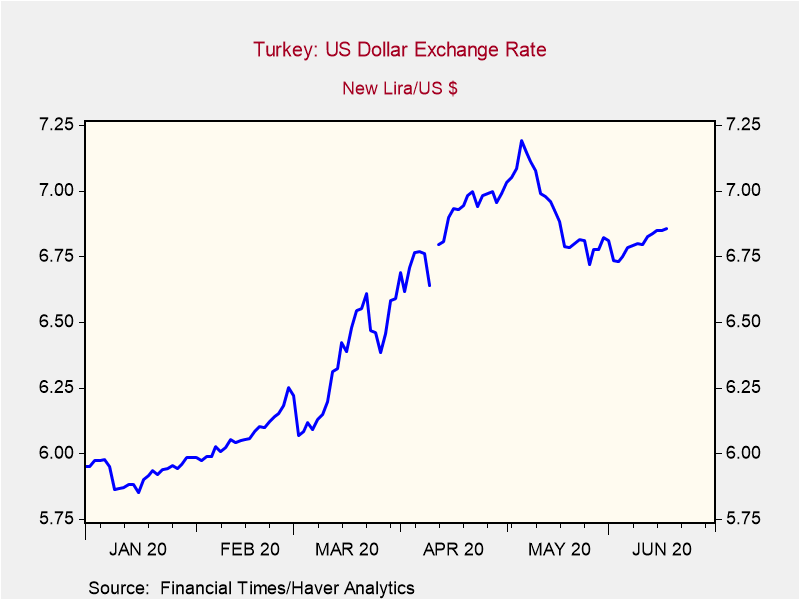 Turkey: US Dollar Exchange Rate
New Lira/US $
7.25 7.25
7.00 7.00
6.75 6.75
6.50 6.50
6.25 6.25
6.00 6.00
5.75 5.75
JAN 20 FEB 20 MAR 20 APR 20 MAY 20 JUN 20
Source: Financial Times/Haver Analytics